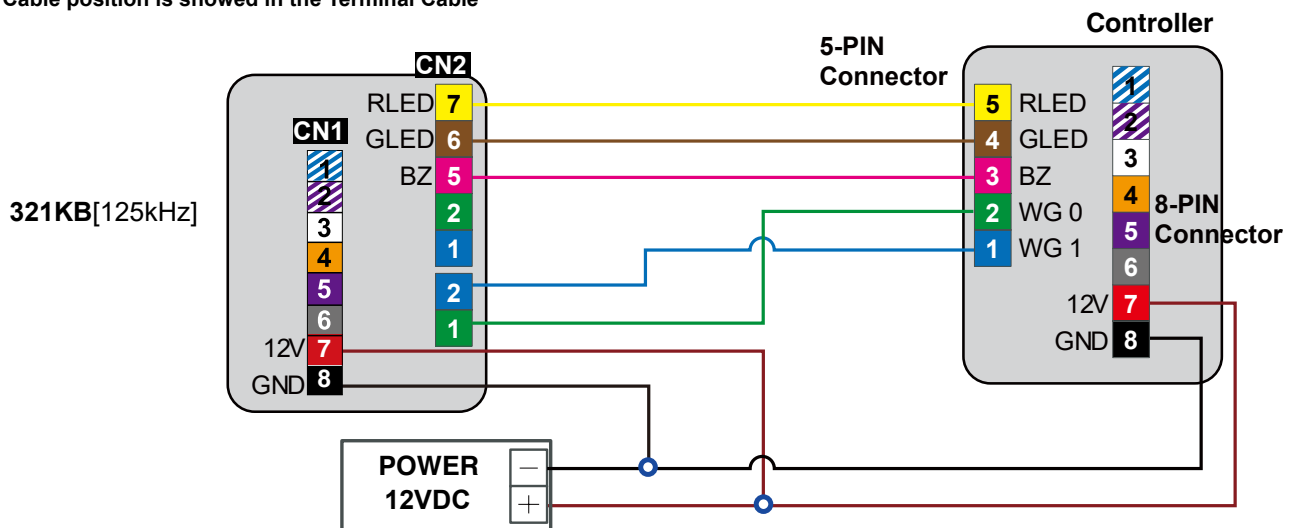 Cable position is showed in the Terminal Cable
Controller
5-PIN
Connector
CN2
RLED 7
GLED 6
BZ 5
2
1
2
1
CN1
1
2
3
4
5
6
12V 7
GND 8
321KB[125kHz]
5 RLED
4 GLED
3 BZ
2 WG 0
1 WG 1
1
2
3
4
5
6
12V 7
GND 8
8-PIN
Connector
POWER
12VDC
−
+